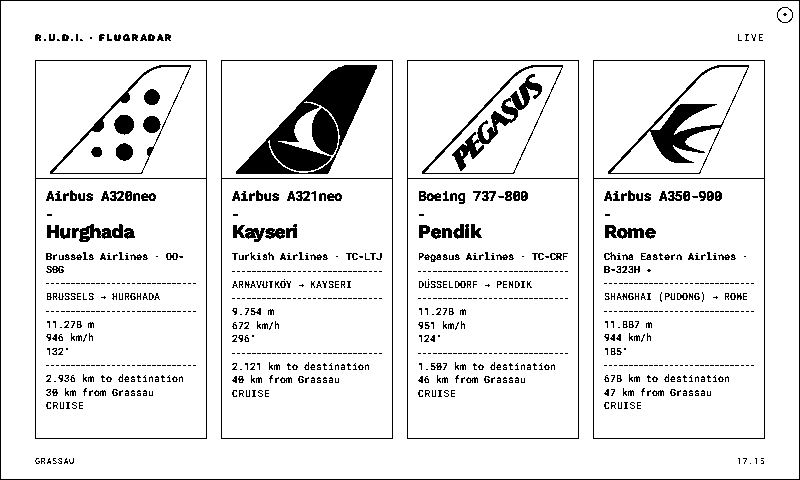 R.U.D.I. · FLUGRADAR
LIVE
PEGASUS
Airbus A320neo
-
Hurghada
Brussels Airlines · OO-
SBG
BRUSSELS → HURGHADA
11.278 m
946 km/h
132°
2.936 km to destination
30 km from Grassau
CRUISE
Airbus A321neo
-
Kayseri
Turkish Airlines · TC-LTJ
ARNAVUTKÖY → KAYSERI
9.754 m
672 km/h
296°
2.121 km to destination
40 km from Grassau
CRUISE
Boeing 737-800
-
Pendik
Pegasus Airlines · TC-CRF
DÜSSELDORF → PENDIK
11.278 m
951 km/h
124°
1.507 km to destination
46 km from Grassau
CRUISE
Airbus A350-900
-
Rome
China Eastern Airlines ·
B-323H +
SHANGHAI (PUDONG) → ROME
11.887 m
944 km/h
185°
678 km to destination
47 km from Grassau
CRUISE
GRASSAU
17.15